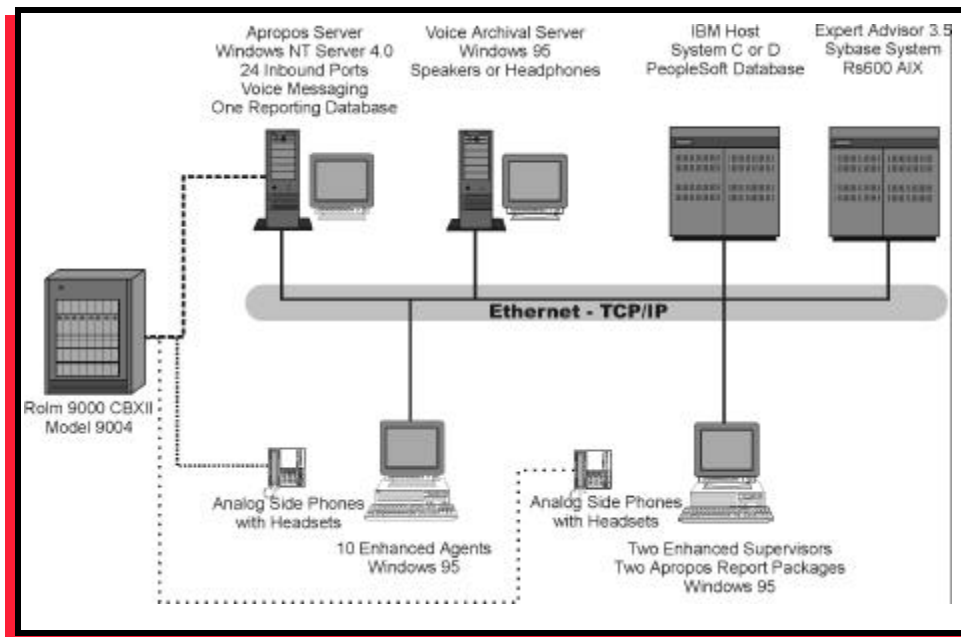 Apropos Server
Windows NT Server 4.0
24 Inbound Ports
Voice Messaging
One Reporting Database
Voice Archival Server
Windows 95
Speakers or Headphones
IBM Host
System C or D
PeopleSoft Database
Expert Advisor 3.5
Sybase System
Rs600 AIX
Ethernet - TCP/IP
Rolm 9000 CBXII
Model 9004
Analog Side Phones
with Headsets
10 Enhanced Agents
Windows 95
Analog Side Phones
with Headsets
Two Enhanced Supervisors
Two Apropos Report Packages
Windows 95